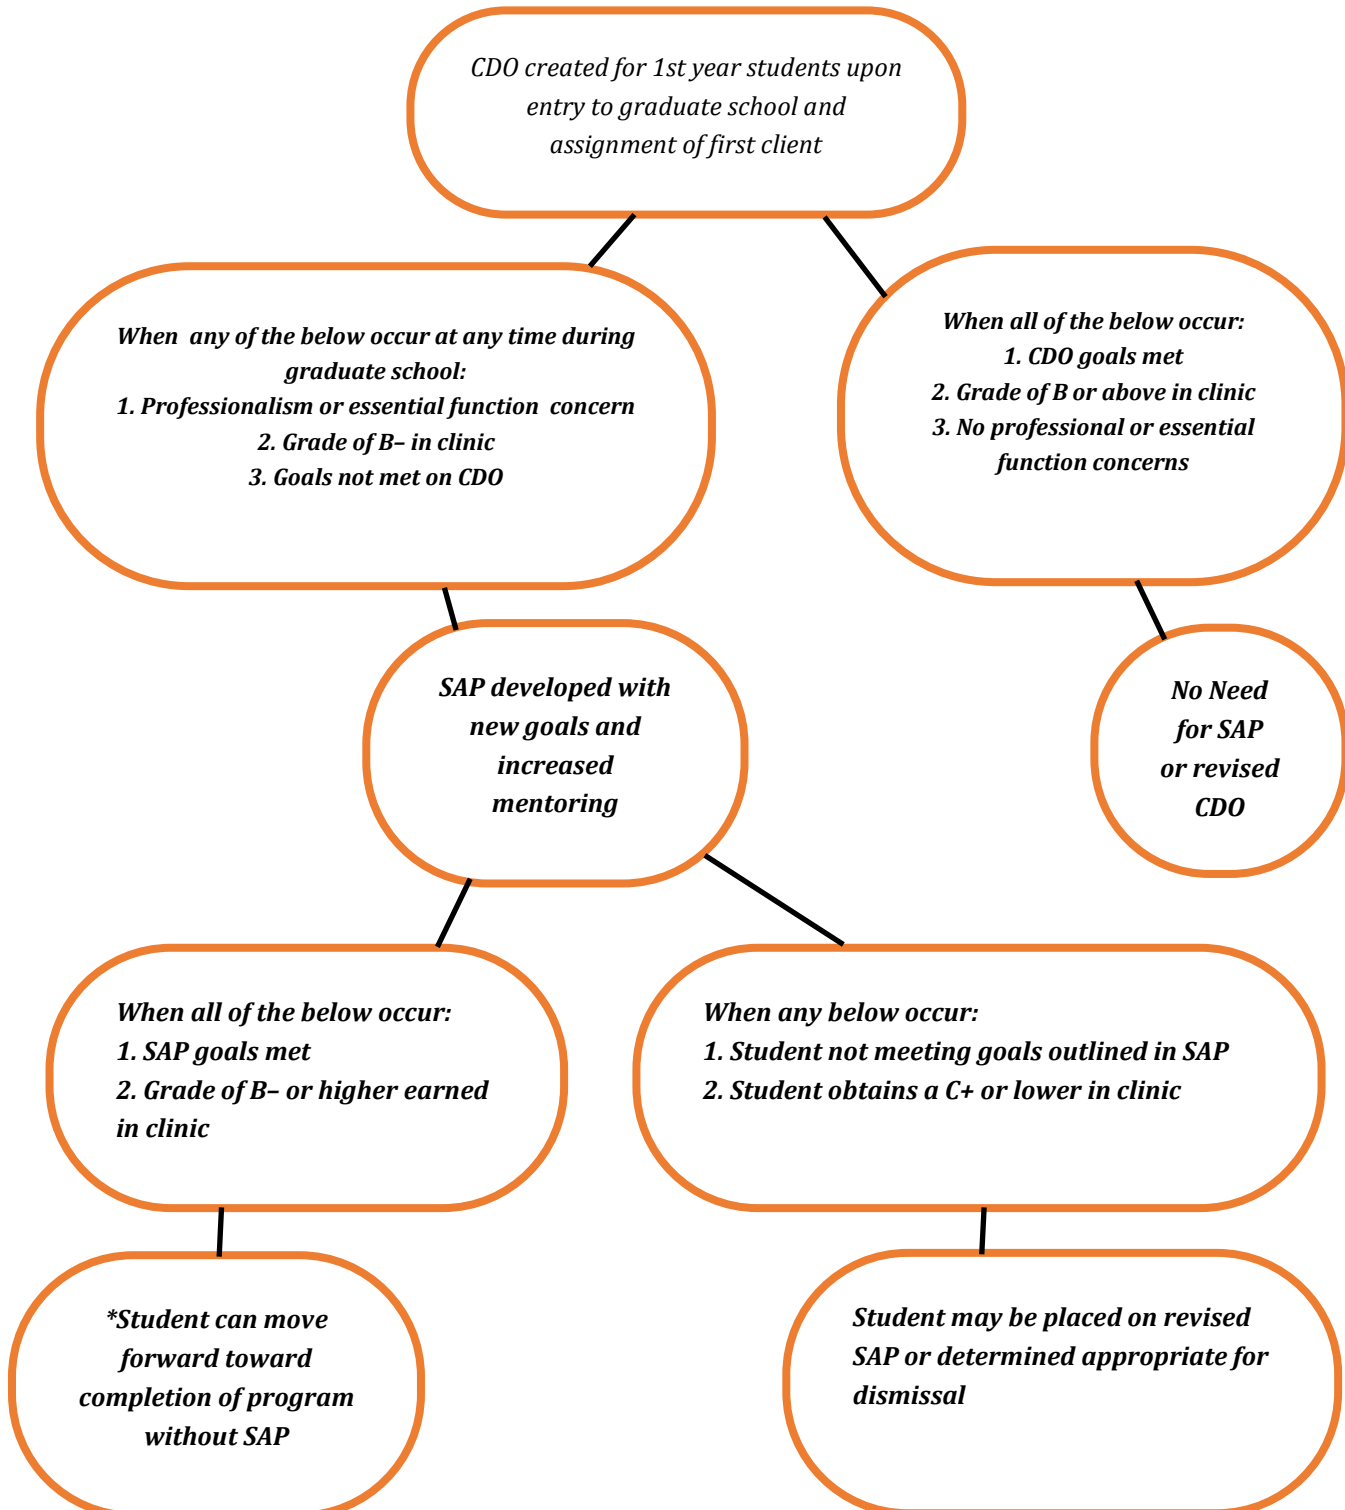 CDO created for 1st year students upon
entry to graduate school and
assignment of first client
When any of the below occur at any time during
graduate school:
1. Professionalism or essential function concern
2. Grade of B– in clinic
3. Goals not met on CDO
When all of the below occur:
1. CDO goals met
2. Grade of B or above in clinic
3. No professional or essential
function concerns
SAP developed with
new goals and
increased
mentoring
No Need
for SAP
or revised
CDO
When all of the below occur:
1. SAP goals met
2. Grade of B– or higher earned
in clinic
When any below occur:
1. Student not meeting goals outlined in SAP
2. Student obtains a C+ or lower in clinic
*Student can move
forward toward
completion of program
without SAP
Student may be placed on revised
SAP or determined appropriate for
dismissal